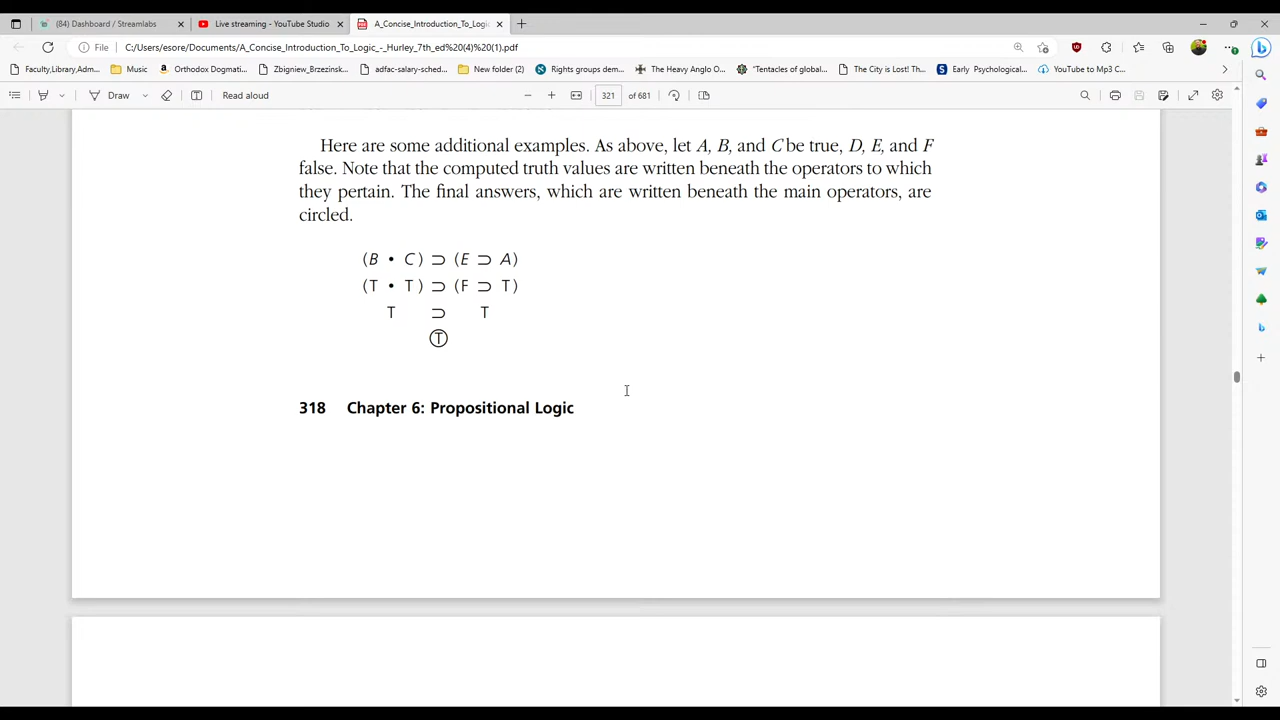 (84) Dashboard / Streamlabs
Live streaming - YouTube Studio
A_Concise_Introduction_To_Logi
File C:/Users/esore/Documents/A_Concise_Introduction_To_Logic_-_Hurley_7th_ed%20(4)%20(1).pdf
Faculty,Library,Adm... Music Orthodox Dogmati... Zbigniew_Brzezinsk... adfac-salary-sched... New folder (2) Rights groups dem... The Heavy Anglo O... "Tentacles of global... The City is Lost! Th... Early Psychological... YouTube to Mp3 C...
Draw Read aloud 321 of 681
Here are some additional examples. As above, let A, B, and C be true, D, E, and F
false. Note that the computed truth values are written beneath the operators to which
they pertain. The final answers, which are written beneath the main operators, are
circled.
(B • C) ⊃ (E ⊃ A)
(T • T) ⊃ (F ⊃ T)
T ⊃ T
T
318 Chapter 6: Propositional Logic